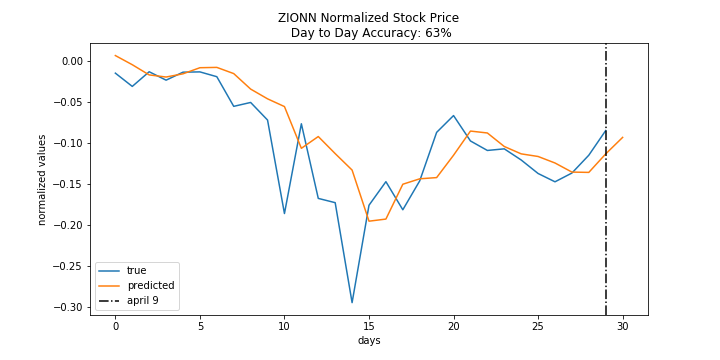 ZIONN Normalized Stock Price
Day to Day Accuracy: 63%
normalized values
0.00
−0.05
−0.10
−0.15
−0.20
−0.25
−0.30
true
predicted
april 9
0 5 10 15 20 25 30
days